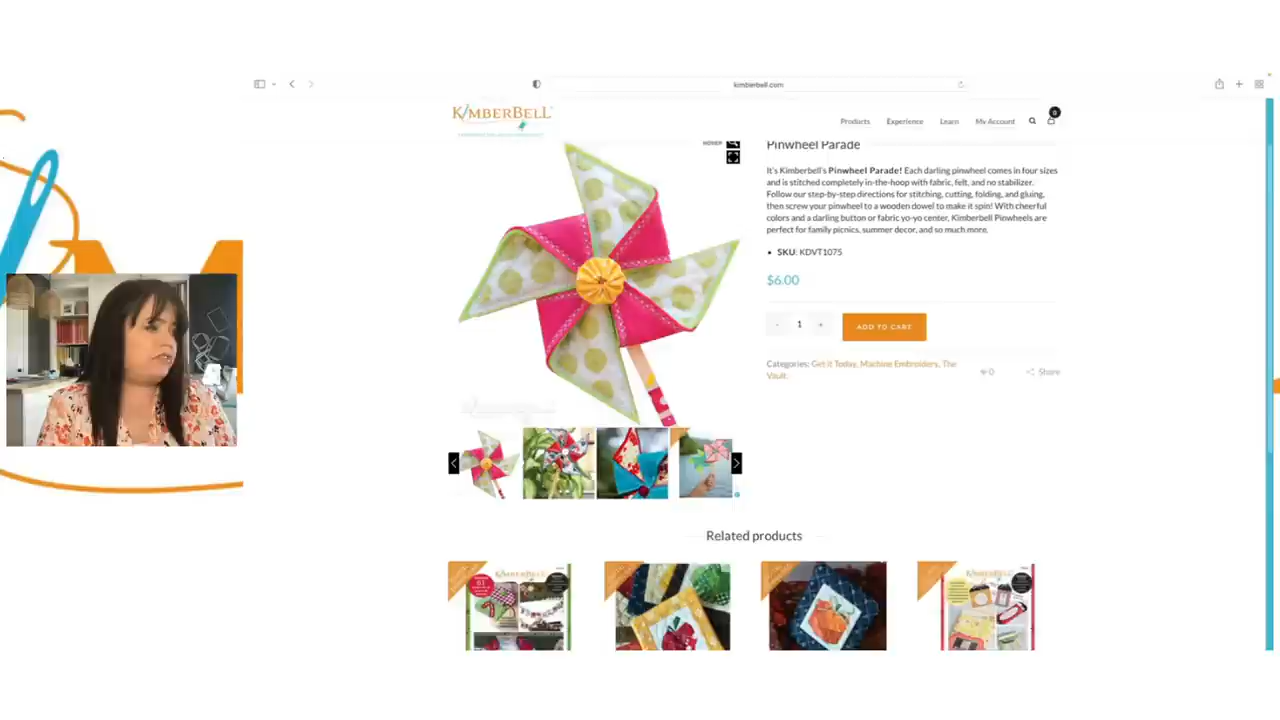 kimberbell.com
KIMBERBELL
Products
Experience
Learn
My Account
0
HOVER
Pinwheel Parade
It's Kimberbell's Pinwheel Parade! Each darling pinwheel comes in four sizes
and is stitched completely in-the-hoop with fabric, felt, and no stabilizer.
Follow our step-by-step directions for stitching, cutting, folding, and gluing,
then screw your pinwheel to a wooden dowel to make it spin! With cheerful
colors and a darling button or fabric yo-yo center, Kimberbell Pinwheels are
perfect for family picnics, summer decor, and so much more.
• SKU: KDVT1075
$6.00
- 1 +
ADD TO CART
Categories: Get it Today, Machine Embroidery, The
Vault.
0
Share
Related products
KIMBERBELL
KIMBERBELL